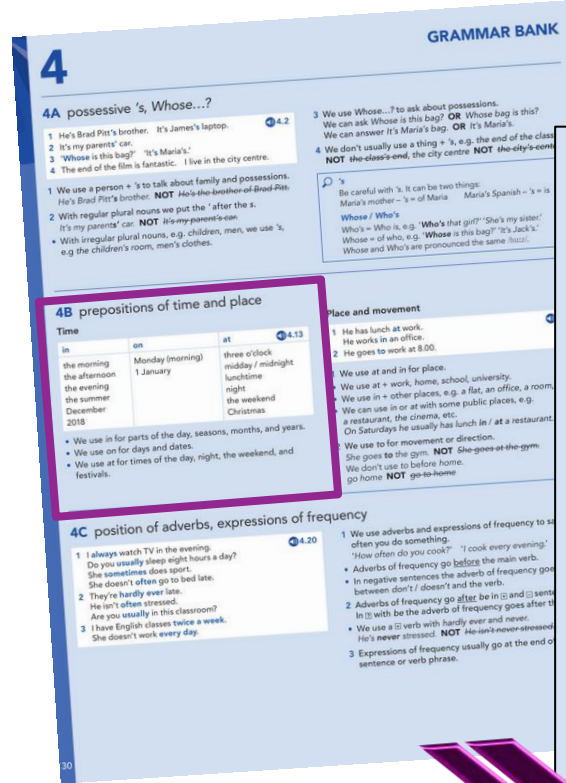 GRAMMAR BANK
4
4A possessive 's, Whose…?
4.2
1 He's Brad Pitt's brother. It's James's laptop.
2 It's my parents' car.
3 'Whose is this bag?' 'It's Maria's.'
4 The end of the film is fantastic. I live in the city centre.
1 We use a person + 's to talk about family and possessions.
He's Brad Pitt's brother. NOT He's the brother of Brad Pitt.
2 With regular plural nouns we put the ' after the s.
It's my parents' car. NOT It's my parent's car.
• With irregular plural nouns, e.g. children, men, we use 's,
e.g the children's room, men's clothes.
3 We use Whose…? to ask about possessions.
We can ask Whose is this bag? OR Whose bag is this?
We can answer It's Maria's bag. OR It's Maria's.
4 We don't usually use a thing + 's, e.g. the end of the class
NOT the class's end, the city centre NOT the city's
's
Be careful with 's. It can be two things:
Maria's mother – 's = of Maria Maria's Spanish – 's = is
Whose / Who's
Who's = Who is, e.g. 'Who's that girl?' 'She's my sister.'
Whose = of who, e.g. 'Whose is this bag?' 'It's Jack's.'
Whose and Who's are pronounced the same /huːz/.
4B prepositions of time and place
Time
4.13
in on at
the morning
the afternoon
the evening
the summer
December
2018
Monday (morning)
1 January
three o'clock
midday / midnight
lunchtime
night
the weekend
Christmas
• We use in for parts of the day, seasons, months, and years.
• We use on for days and dates.
• We use at for times of the day, night, the weekend, and
festivals.
Place and movement
1 He has lunch at work.
He works in an office.
2 He goes to work at 8.00.
1 We use at and in for place.
• We use at + work, home, school, university.
• We use in + other places, e.g. a flat, an office, a room,
• We can use in or at with some public places, e.g.
a restaurant, the cinema, etc.
On Saturdays he usually has lunch in / at a restaurant.
2 We use to for movement or direction.
She goes to the gym. NOT She goes at the gym.
We don't use to before home.
go home NOT go to home
4C position of adverbs, expressions of frequency
4.20
1 I always watch TV in the evening.
Do you usually sleep eight hours a day?
She sometimes does sport.
She doesn't often go to bed late.
2 They're hardly ever late.
He isn't often stressed.
Are you usually in this classroom?
3 I have English classes twice a week.
She doesn't work every day.
1 We use adverbs and expressions of frequency to
often you do something.
'How often do you cook?' 'I cook every evening.'
• Adverbs of frequency go before the main verb.
• In negative sentences the adverb of frequency
between don't / doesn't and the verb.
2 Adverbs of frequency go after be in + and −
In ? with be the adverb of frequency goes after
• We use a + verb with hardly ever and never.
He's never stressed. NOT He isn't never stressed.
3 Expressions of frequency usually go at the end
sentence or verb phrase.
30